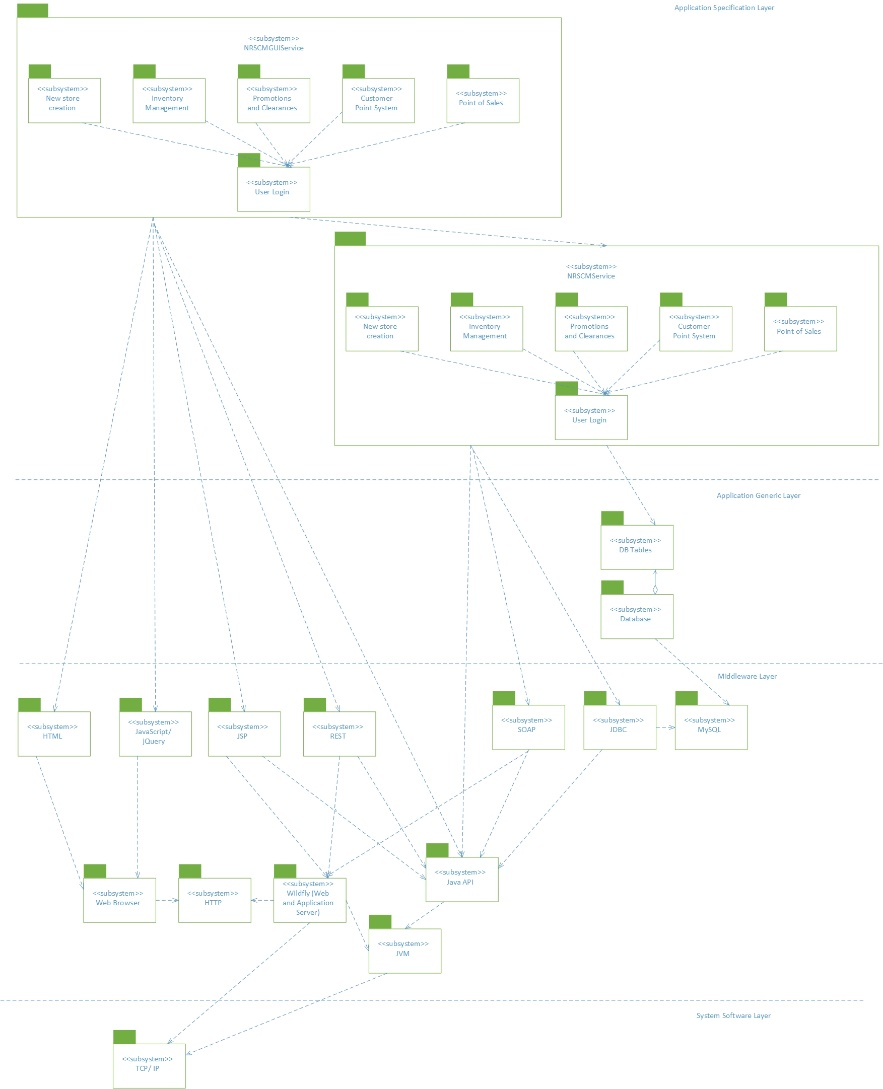 Application Specification Layer
<<subsystem>>
NRSCMGUIService
<<subsystem>>
New store
creation
<<subsystem>>
Inventory
Management
<<subsystem>>
Promotions
and Clearances
<<subsystem>>
Customer
Point System
<<subsystem>>
Point of Sales
<<subsystem>>
User Login
<<subsystem>>
NRSCMService
<<subsystem>>
New store
creation
<<subsystem>>
Inventory
Management
<<subsystem>>
Promotions
and Clearances
<<subsystem>>
Customer
Point System
<<subsystem>>
Point of Sales
<<subsystem>>
User Login
Application Generic Layer
<<subsystem>>
DB Tables
<<subsystem>>
Database
Middleware Layer
<<subsystem>>
HTML
<<subsystem>>
JavaScript/
jQuery
<<subsystem>>
JSP
<<subsystem>>
REST
<<subsystem>>
SOAP
<<subsystem>>
JDBC
<<subsystem>>
MySQL
<<subsystem>>
Web Browser
<<subsystem>>
HTTP
<<subsystem>>
Wildfly (Web
and Application
Server)
<<subsystem>>
Java API
<<subsystem>>
JVM
System Software Layer
<<subsystem>>
TCP/ IP